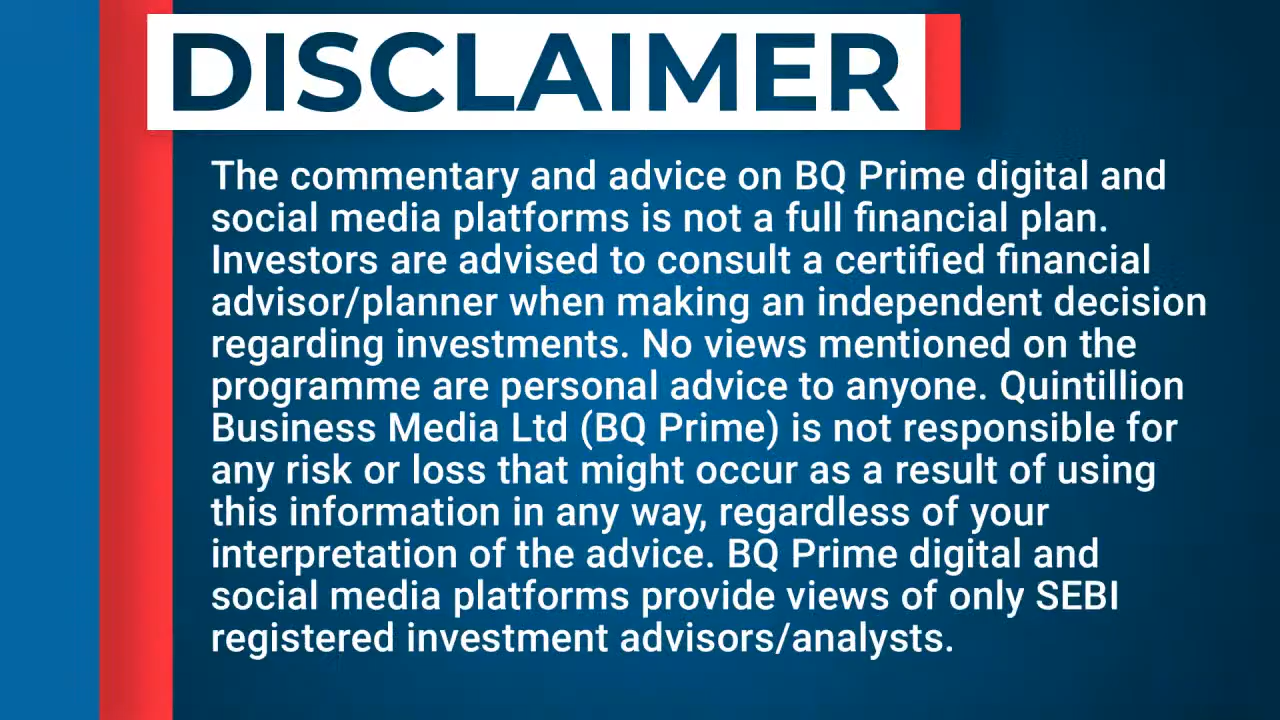 DISCLAIMER
The commentary and advice on BQ Prime digital and
social media platforms is not a full financial plan.
Investors are advised to consult a certified financial
advisor/planner when making an independent decision
regarding investments. No views mentioned on the
programme are personal advice to anyone. Quintillion
Business Media Ltd (BQ Prime) is not responsible for
any risk or loss that might occur as a result of using
this information in any way, regardless of your
interpretation of the advice. BQ Prime digital and
social media platforms provide views of only SEBI
registered investment advisors/analysts.